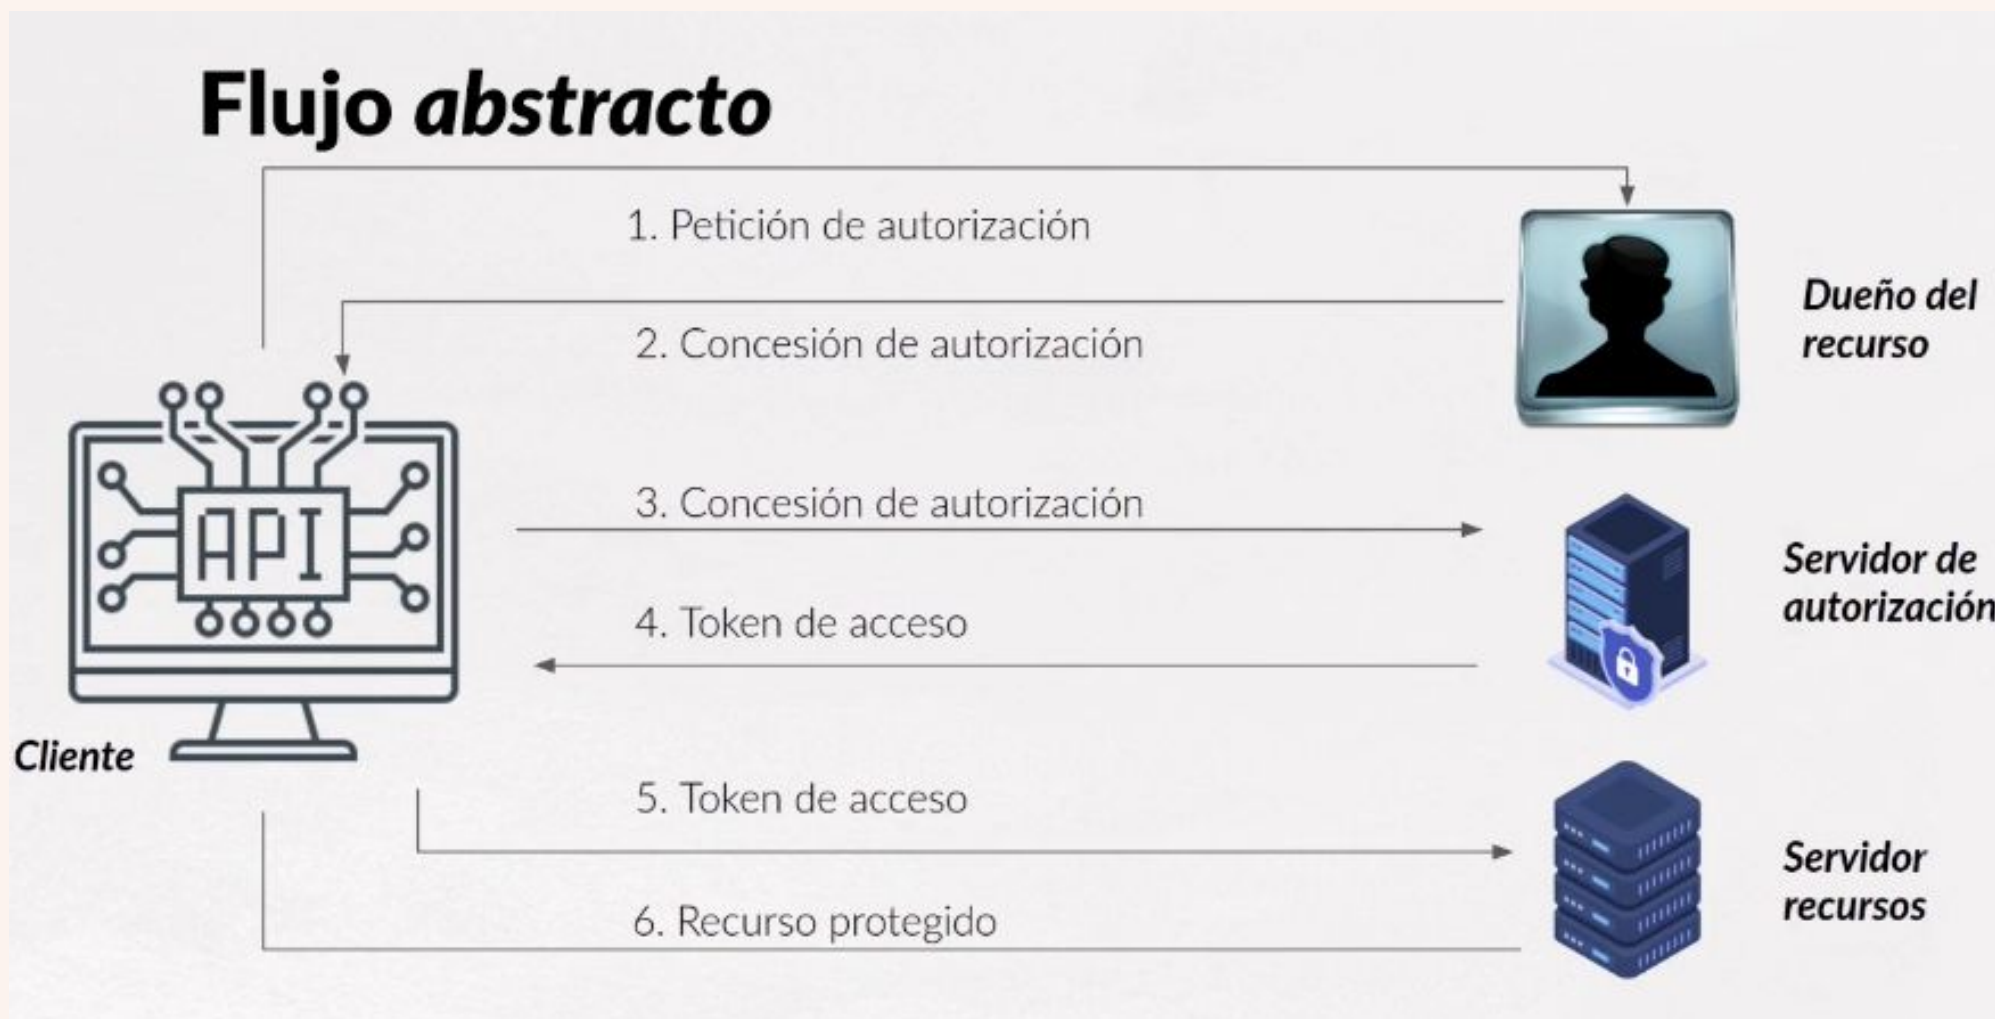 Flujo abstracto
1. Petición de autorización
2. Concesión de autorización
Dueño del
recurso
API
3. Concesión de autorización
Servidor de
autorización
4. Token de acceso
Cliente
5. Token de acceso
Servidor
recursos
6. Recurso protegido